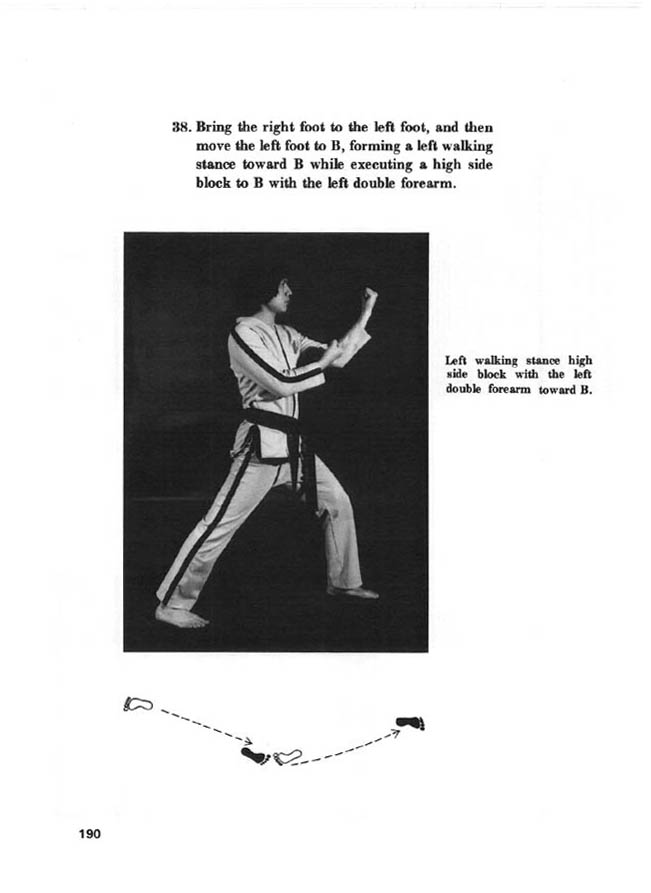 38. Bring the right foot to the left foot, and then
move the left foot to B, forming a left walking
stance toward B while executing a high side
block to B with the left double forearm.
Left walking stance high
side block with the left
double forearm toward B.
190